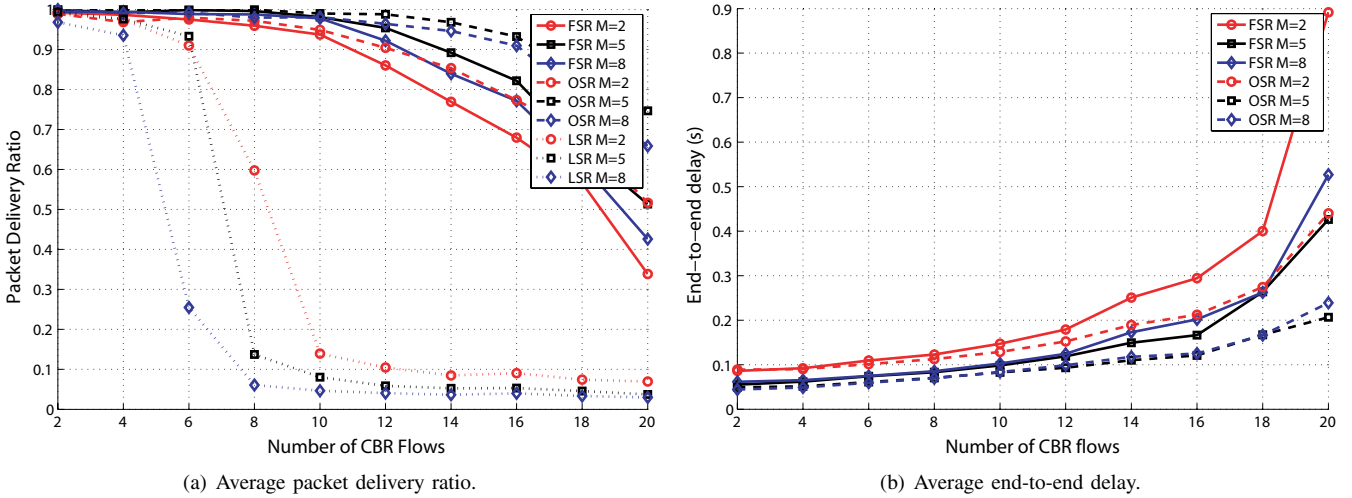 1
0.9
0.8
0.7
0.6
0.5
0.4
0.3
0.2
0.1
0
Packet Delivery Ratio
2 4 6 8 10 12 14 16 18 20
Number of CBR Flows
FSR M=2
FSR M=5
FSR M=8
OSR M=2
OSR M=5
OSR M=8
LSR M=2
LSR M=5
LSR M=8
(a) Average packet delivery ratio.
0.9
0.8
0.7
0.6
0.5
0.4
0.3
0.2
0.1
0
End−to−end delay (s)
2 4 6 8 10 12 14 16 18 20
Number of CBR flows
FSR M=2
FSR M=5
FSR M=8
OSR M=2
OSR M=5
OSR M=8
(b) Average end-to-end delay.